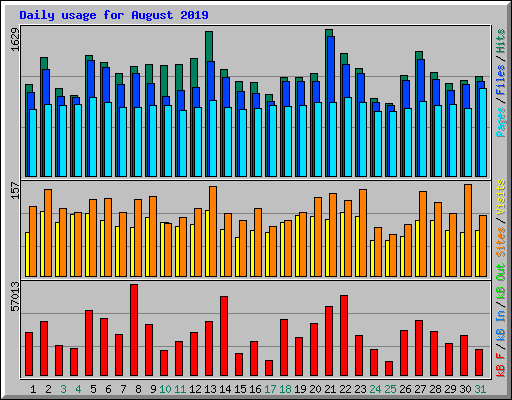 Daily usage for August 2019
1629
Pages / Files / Hits
157
Sites / Visits
57013
kB F / kB In / kB Out
1 2 3 4 5 6 7 8 9 10 11 12 13 14 15 16 17 18 19 20 21 22 23 24 25 26 27 28 29 30 31